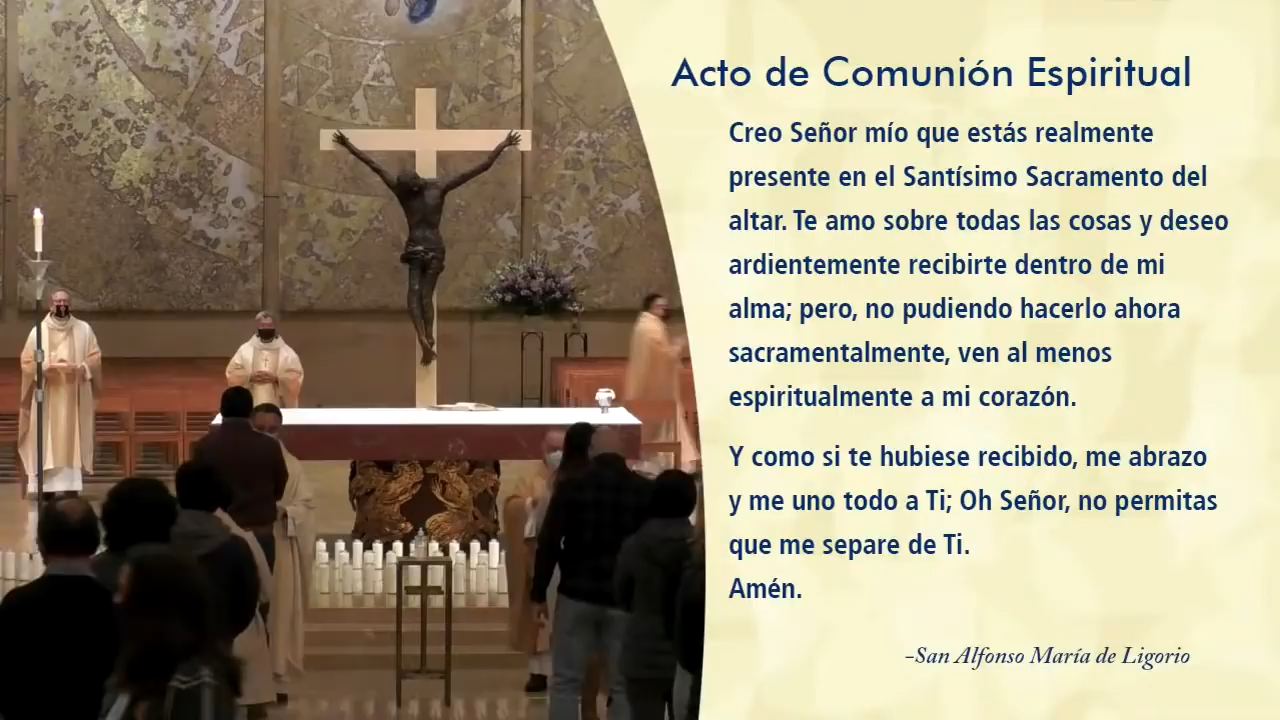 Acto de Comunión Espiritual
Creo Señor mío que estás realmente
presente en el Santísimo Sacramento del
altar. Te amo sobre todas las cosas y deseo
ardientemente recibirte dentro de mi
alma; pero, no pudiendo hacerlo ahora
sacramentalmente, ven al menos
espiritualmente a mi corazón.
Y como si te hubiese recibido, me abrazo
y me uno todo a Ti; Oh Señor, no permitas
que me separe de Ti.
Amén.
–San Alfonso María de Ligorio